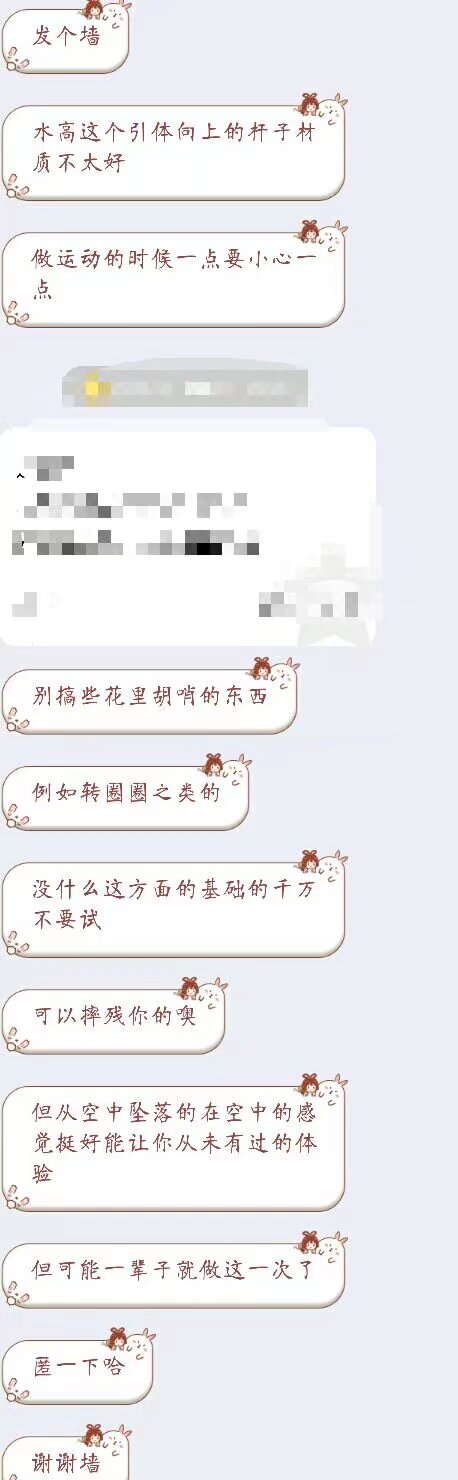 发个墙
水高这个引体向上的杆子材
质不太好
做运动的时候一点要小心一
点
别搞些花里胡哨的东西
例如转圈圈之类的
没什么这方面的基础的千万
不要试
可以摔残你的噢
但从空中坠落的在空中的感
觉挺好能让你从未有过的体
验
但可能一辈子就做这一次了
匿一下哈
谢谢墙